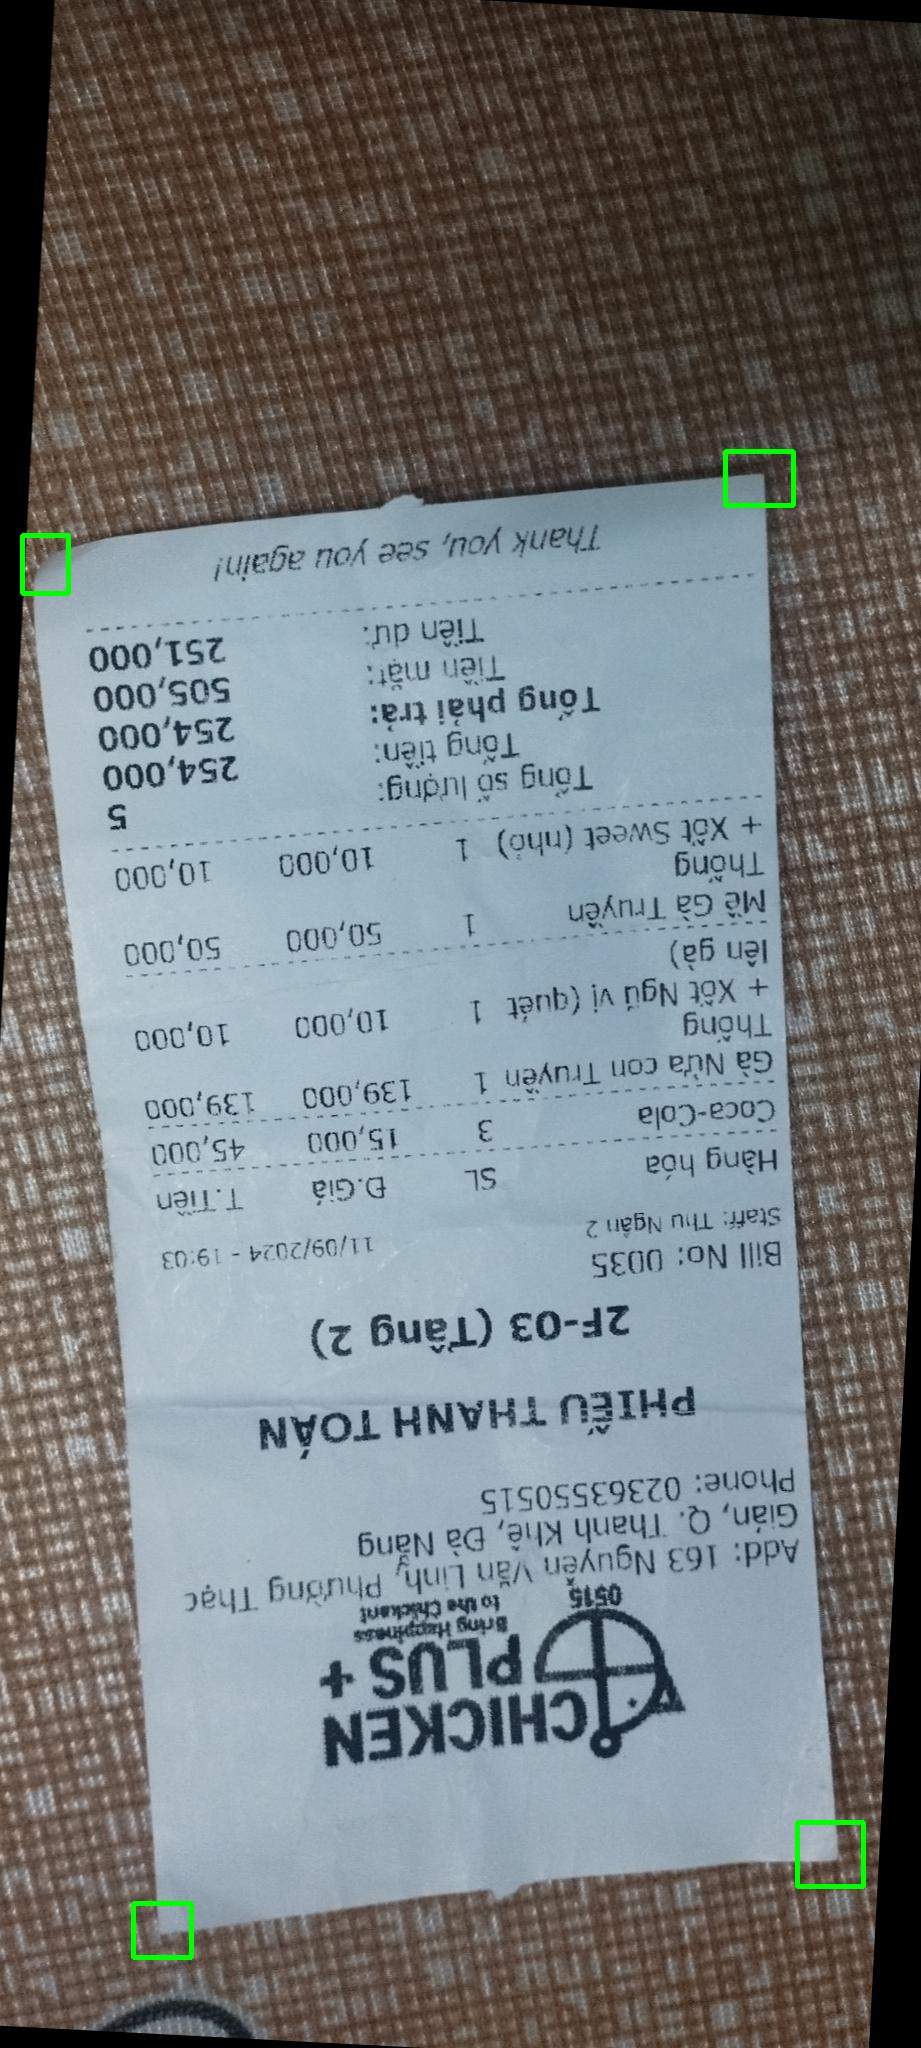 CHICKEN
PLUS +
Bring Happiness
to the Chickent
0515
Add: 163 Nguyễn Văn Linh, Phường Thạc
Gián, Q. Thanh Khê, Đà Nẵng
Phone: 02363550515
PHIẾU THANH TOÁN
2F-03 (Tầng 2)
Bill No: 0035
Staff: Thu Ngân 2 11/09/2024 - 19:03
Hàng hóa SL Đ.Giá T.Tiền
Coca-Cola 3 15,000 45,000
Gà Nửa con Truyền 1 139,000 139,000
Thống
+ Xốt Ngũ vị (quét 1 10,000 10,000
lên gà)
Mề Gà Truyền 1 50,000 50,000
Thống
+ Xốt Sweet (nhỏ) 1 10,000 10,000
Tổng số lượng: 5
Tổng tiền: 254,000
Tổng phải trả: 254,000
Tiền mặt: 505,000
Tiền dư: 251,000
Thank you, see you again!